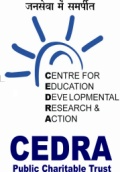 जनसेवा में समर्पीत
CENTRE FOR
EDUCATION
DEVELOPMENTAL
RESEARCH &
ACTION
CEDRA
Public Charitable Trust